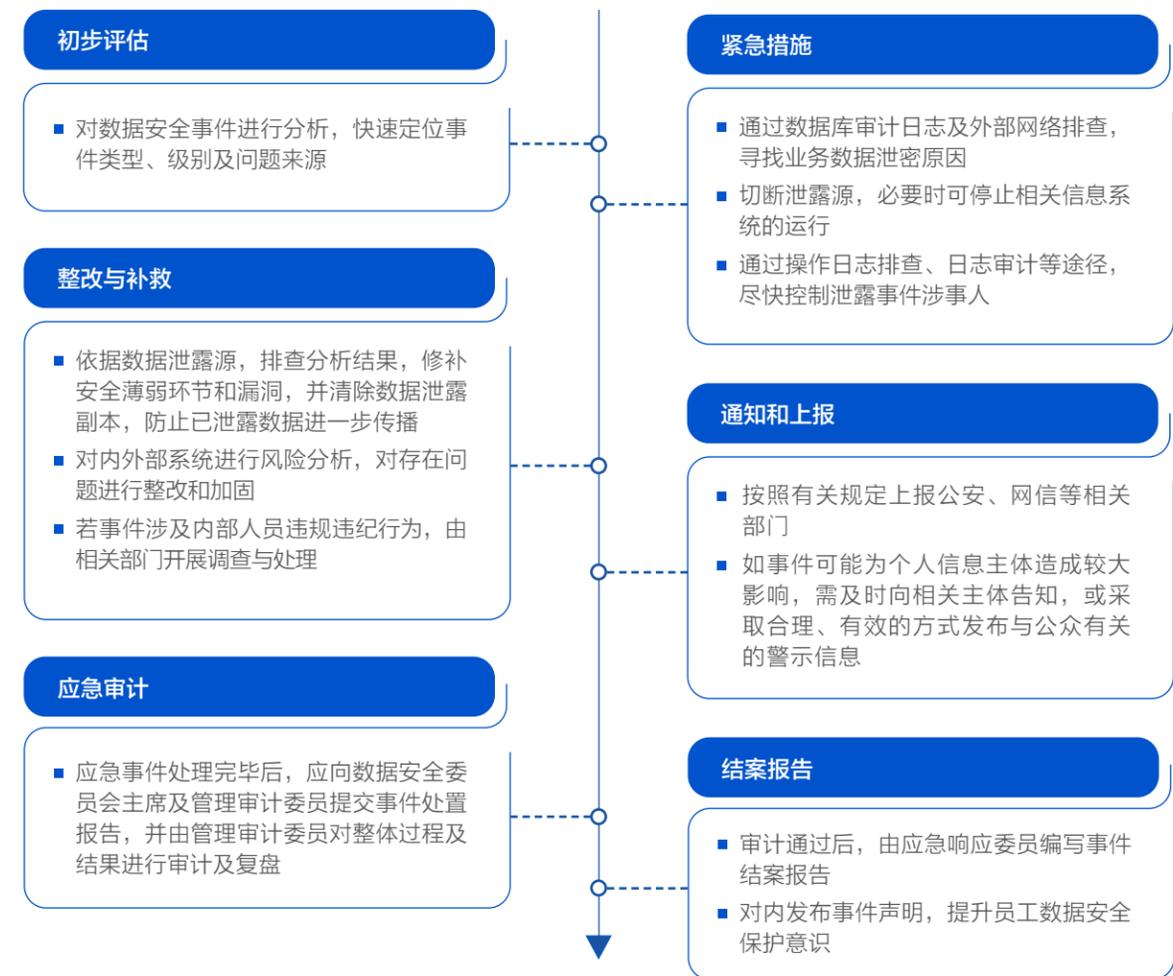 初步评估
■ 对数据安全事件进行分析，快速定位事
件类型、级别及问题来源
紧急措施
■ 通过数据库审计日志及外部网络排查，
寻找业务数据泄密原因
■ 切断泄露源，必要时可停止相关信息系
统的运行
■ 通过操作日志排查、日志审计等途径，
尽快控制泄露事件涉事人
整改与补救
■ 依据数据泄露源，排查分析结果，修补
安全薄弱环节和漏洞，并清除数据泄露
副本，防止已泄露数据进一步传播
■ 对内外部系统进行风险分析，对存在问
题进行整改和加固
■ 若事件涉及内部人员违规违纪行为，由
相关部门开展调查与处理
通知和上报
■ 按照有关规定上报公安、网信等相关
部门
■ 如事件可能为个人信息主体造成较大
影响，需及时向相关主体告知，或采
取合理、有效的方式发布与公众有关
的警示信息
应急审计
■ 应急事件处理完毕后，应向数据安全委
员会主席及管理审计委员提交事件处置
报告，并由管理审计委员对整体过程及
结果进行审计及复盘
结案报告
■ 审计通过后，由应急响应委员编写事件
结案报告
■ 对内发布事件声明，提升员工数据安全
保护意识